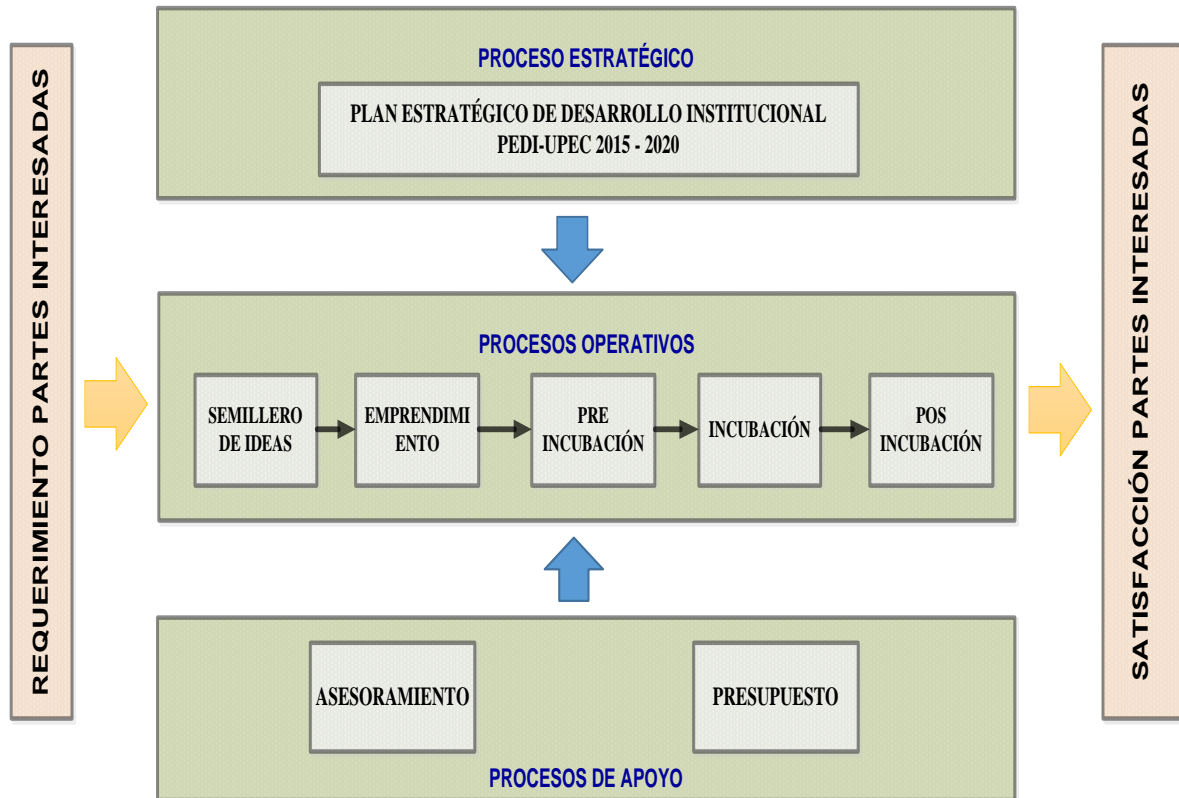 REQUERIMIENTO PARTES INTERESADAS
PROCESO ESTRATÉGICO
PLAN ESTRATÉGICO DE DESARROLLO INSTITUCIONAL
PEDI-UPEC 2015 - 2020
PROCESOS OPERATIVOS
SEMILLERO
DE IDEAS
EMPRENDIMI
ENTO
PRE
INCUBACIÓN
INCUBACIÓN
POS
INCUBACIÓN
ASESORAMIENTO
PRESUPUESTO
PROCESOS DE APOYO
SATISFACCIÓN PARTES INTERESADAS